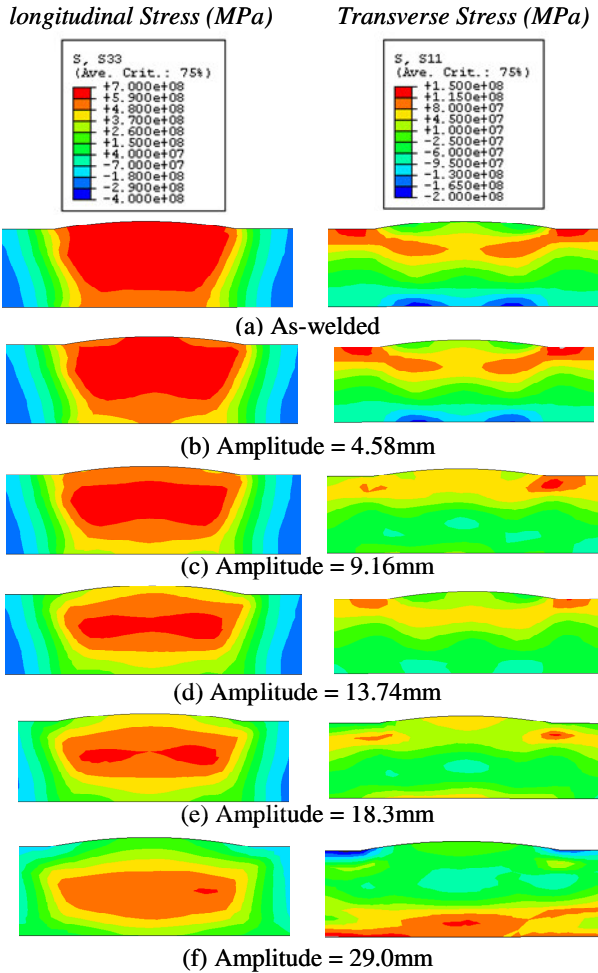 longitudinal Stress (MPa)
Transverse Stress (MPa)
S, S33
(Ave. Crit.: 75%)
+7.000e+08
+5.900e+08
+4.800e+08
+3.700e+08
+2.600e+08
+1.500e+08
+4.000e+07
-7.000e+07
-1.800e+08
-2.900e+08
-4.000e+08
S, S11
(Ave. Crit.: 75%)
+1.500e+08
+1.150e+08
+8.000e+07
+4.500e+07
+1.000e+07
-2.500e+07
-6.000e+07
-9.500e+07
-1.300e+08
-1.650e+08
-2.000e+08
(a) As-welded
(b) Amplitude = 4.58mm
(c) Amplitude = 9.16mm
(d) Amplitude = 13.74mm
(e) Amplitude = 18.3mm
(f) Amplitude = 29.0mm